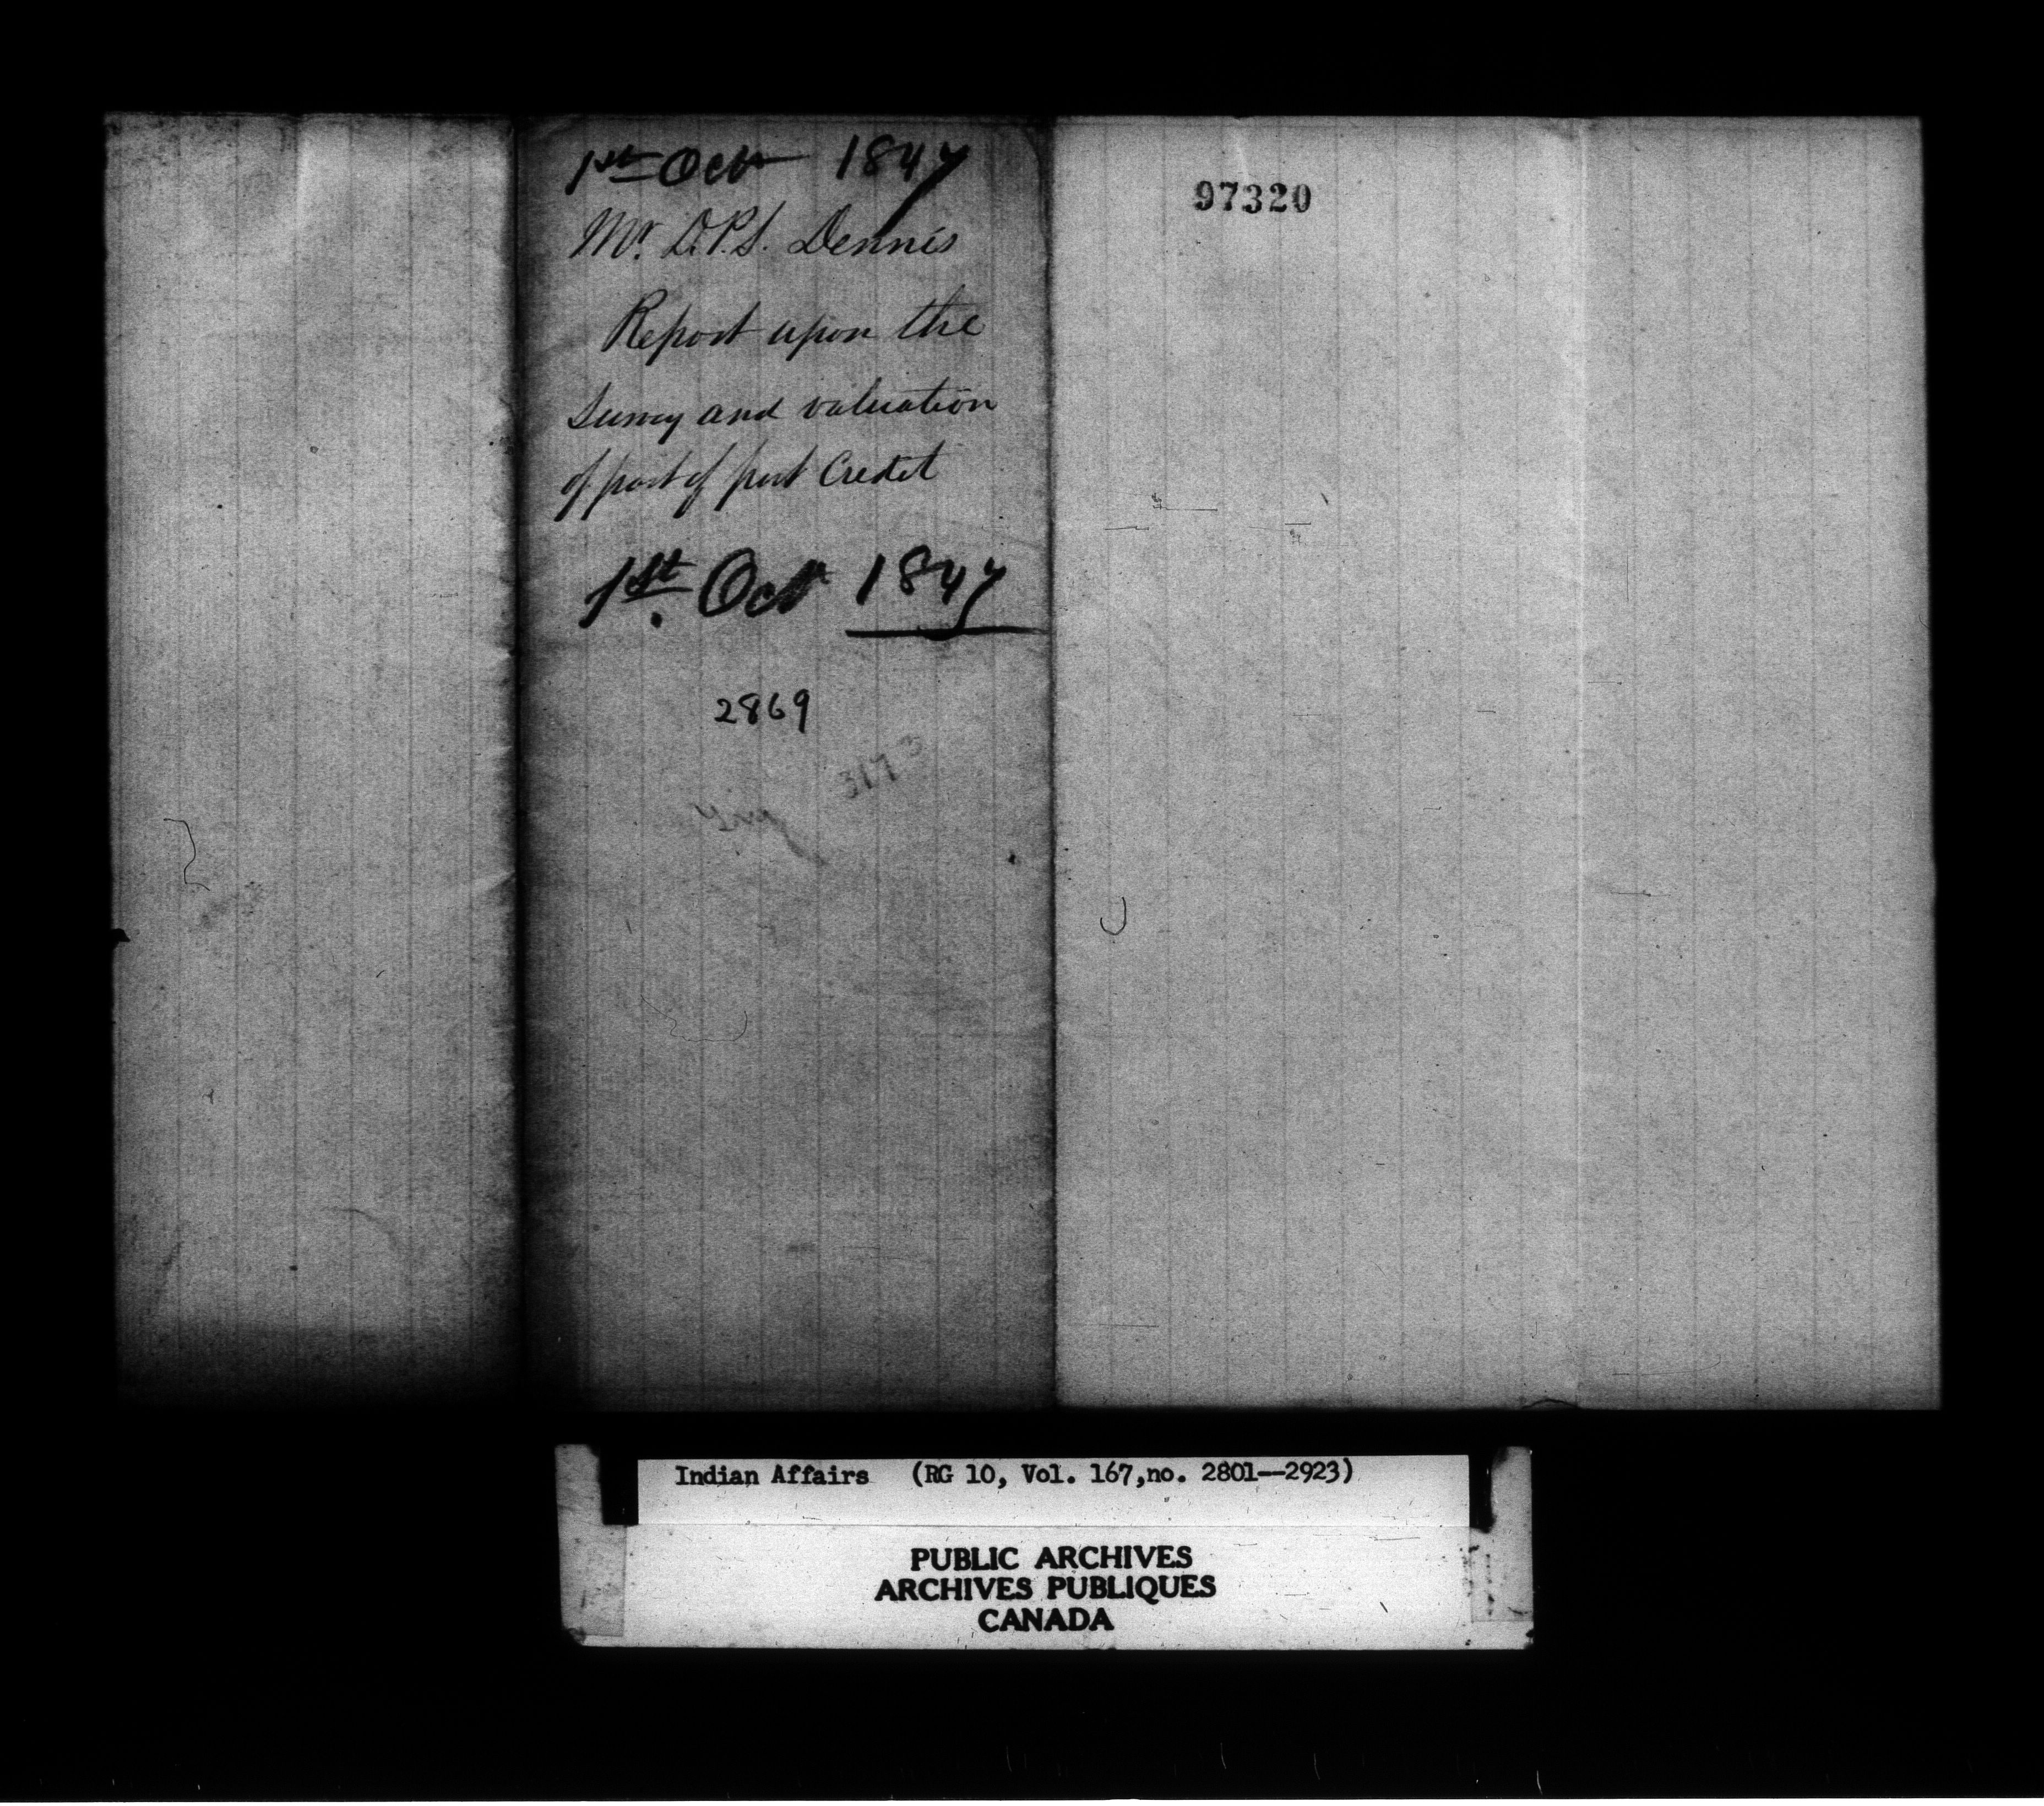 1st Octr 1847
Mr. D.P.S. Dennis
Report upon the
Survey and valuation
of part of port Credit
1st. Octr 1847
2869
3173
97320
Indian Affairs (RG 10, Vol. 167,no. 2801--2923)
PUBLIC ARCHIVES
ARCHIVES PUBLIQUES
CANADA